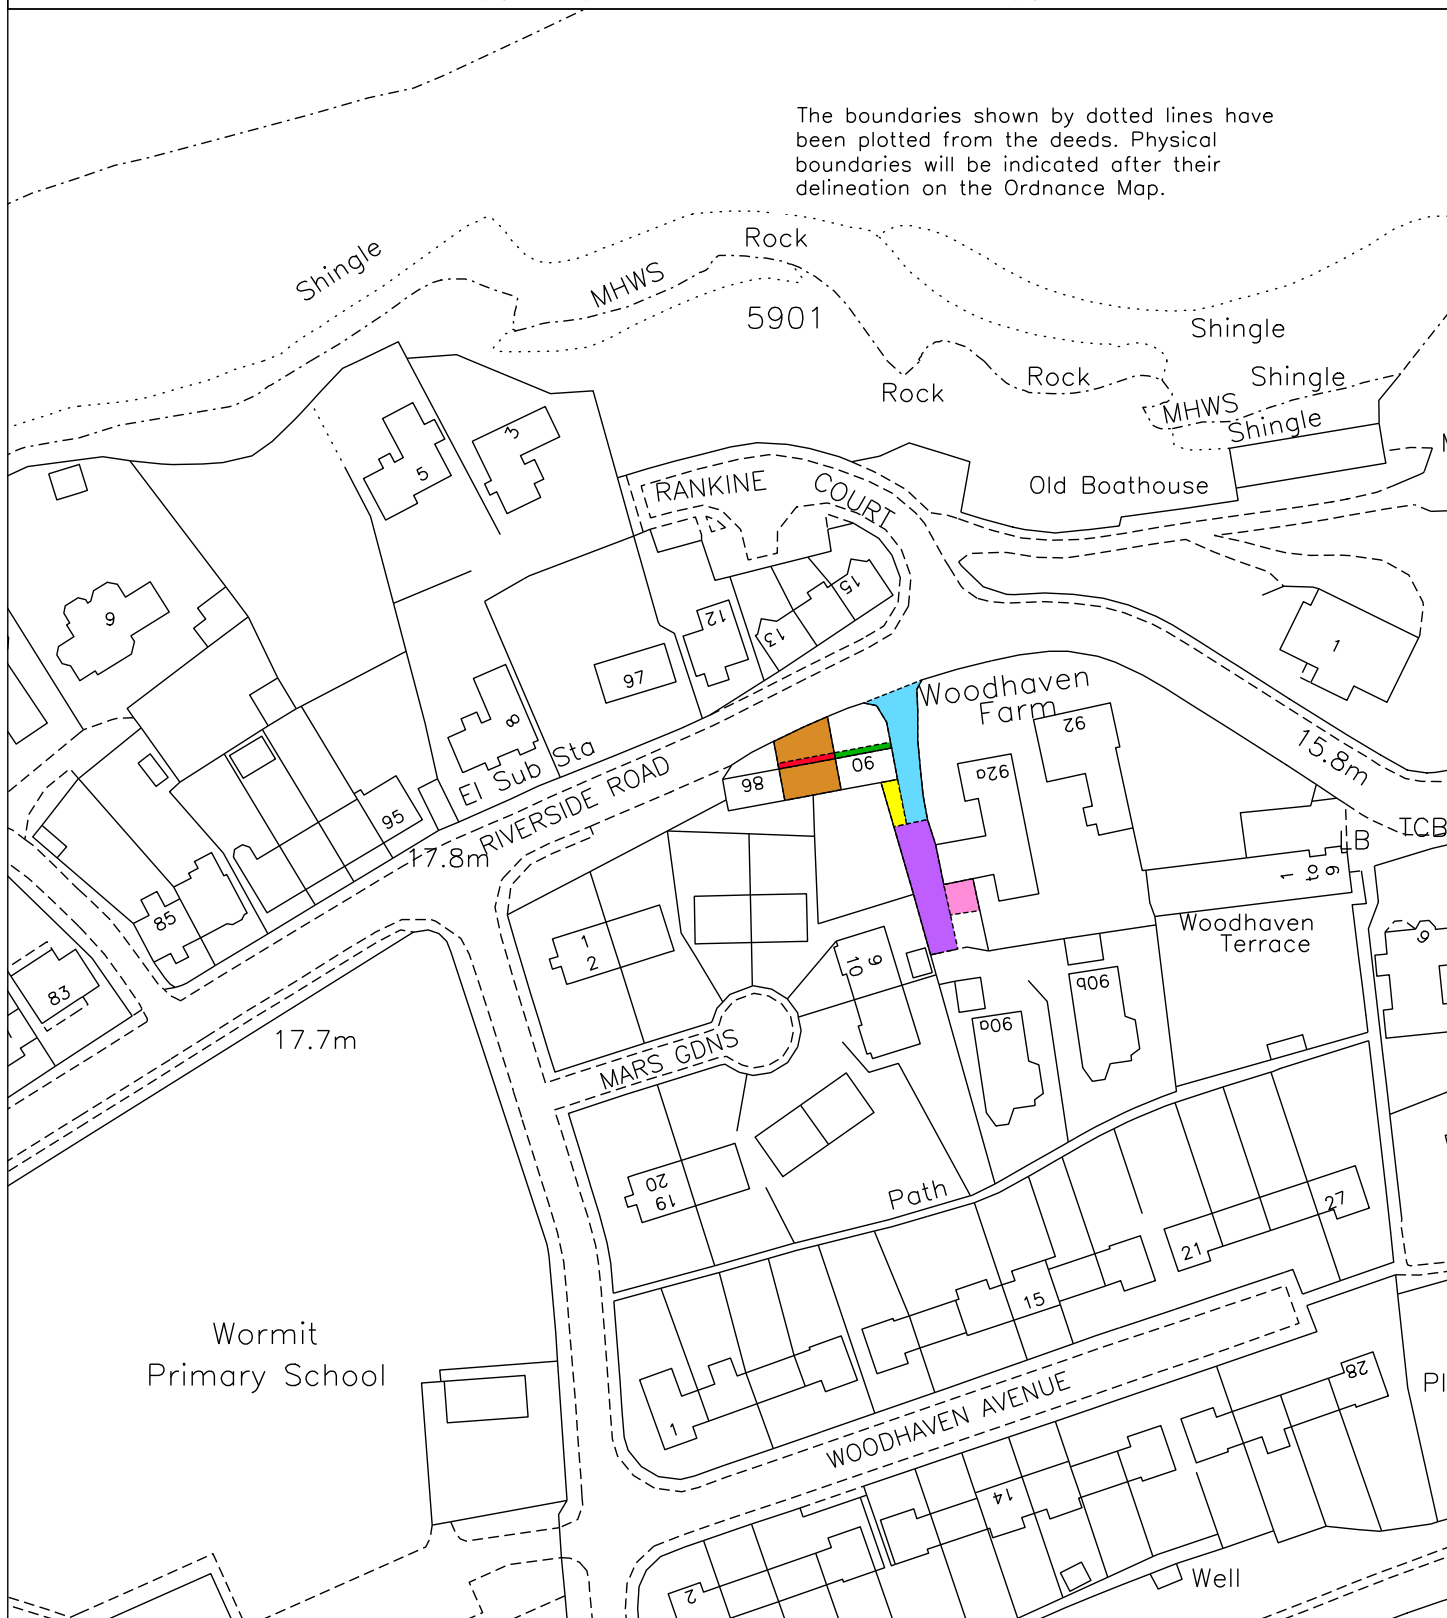 The boundaries shown by dotted lines have
been plotted from the deeds. Physical
boundaries will be indicated after their
delineation on the Ordnance Map.
Shingle
Rock
MHWS
5901
Shingle
Rock
Rock
Shingle
MHWS
Shingle
Old Boathouse
3
5
RANKINE COURT
9
12
13
15
97
8
1
Woodhaven
Farm
El Sub Sta
RIVERSIDE ROAD
15.8m
92
92a
86
90
95
17.8m
LB
TCB
1
to
6
85
Woodhaven
Terrace
83
1
2
9
10
9
17.7m
90a
90b
MARS GDNS
20
19
Path
27
21
15
Wormit
Primary School
1
WOODHAVEN AVENUE
28
14
2
Well